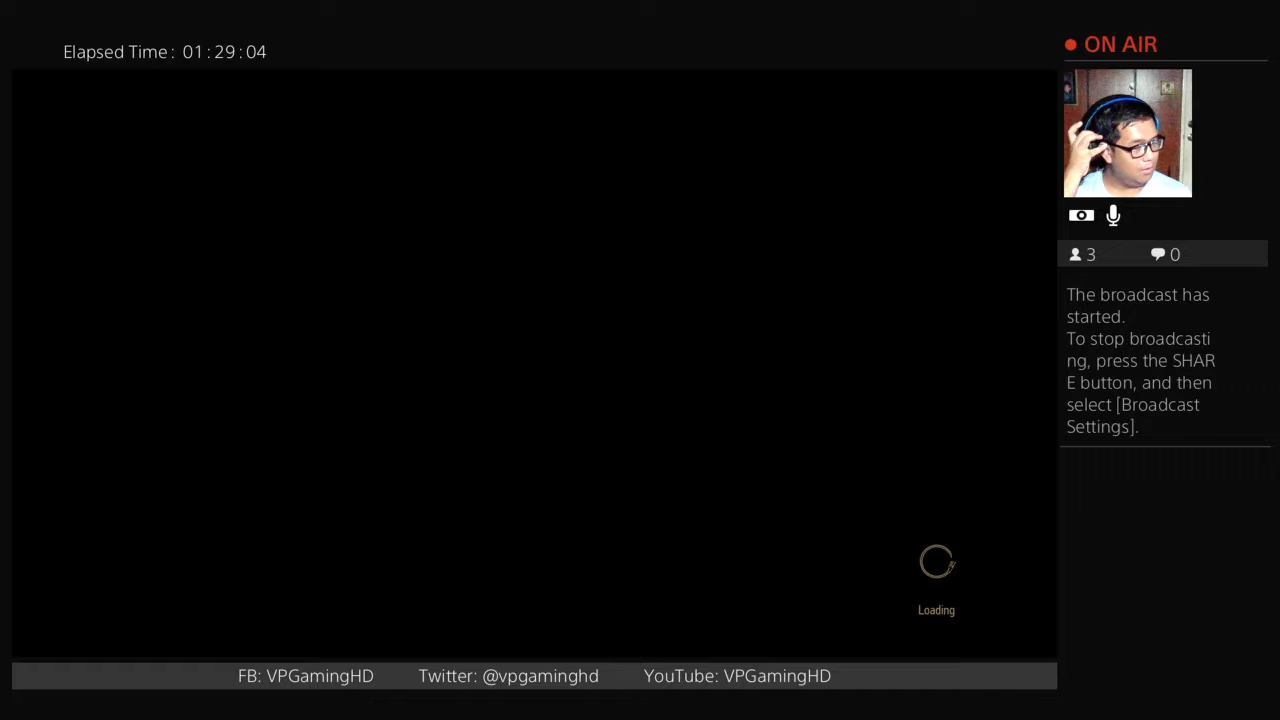 Elapsed Time: 01:29:04
ON AIR
3 0
The broadcast has
started.
To stop broadcasti
ng, press the SHAR
E button, and then
select [Broadcast
Settings].
Loading
FB: VPGamingHD Twitter: @vpgaminghd YouTube: VPGamingHD